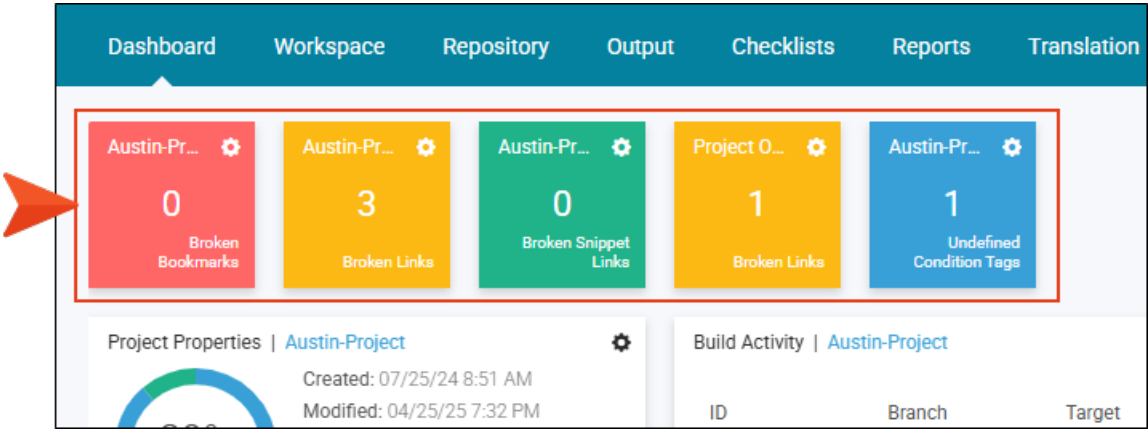 Dashboard Workspace Repository Output Checklists Reports Translation
Austin-Pr...
0
Broken
Bookmarks
Austin-Pr...
3
Broken Links
Austin-Pr...
0
Broken Snippet
Links
Project O...
1
Broken Links
Austin-Pr...
1
Undefined
Condition Tags
Project Properties | Austin-Project
Created: 07/25/24 8:51 AM
Modified: 04/25/25 7:32 PM
Build Activity | Austin-Project
ID Branch Target